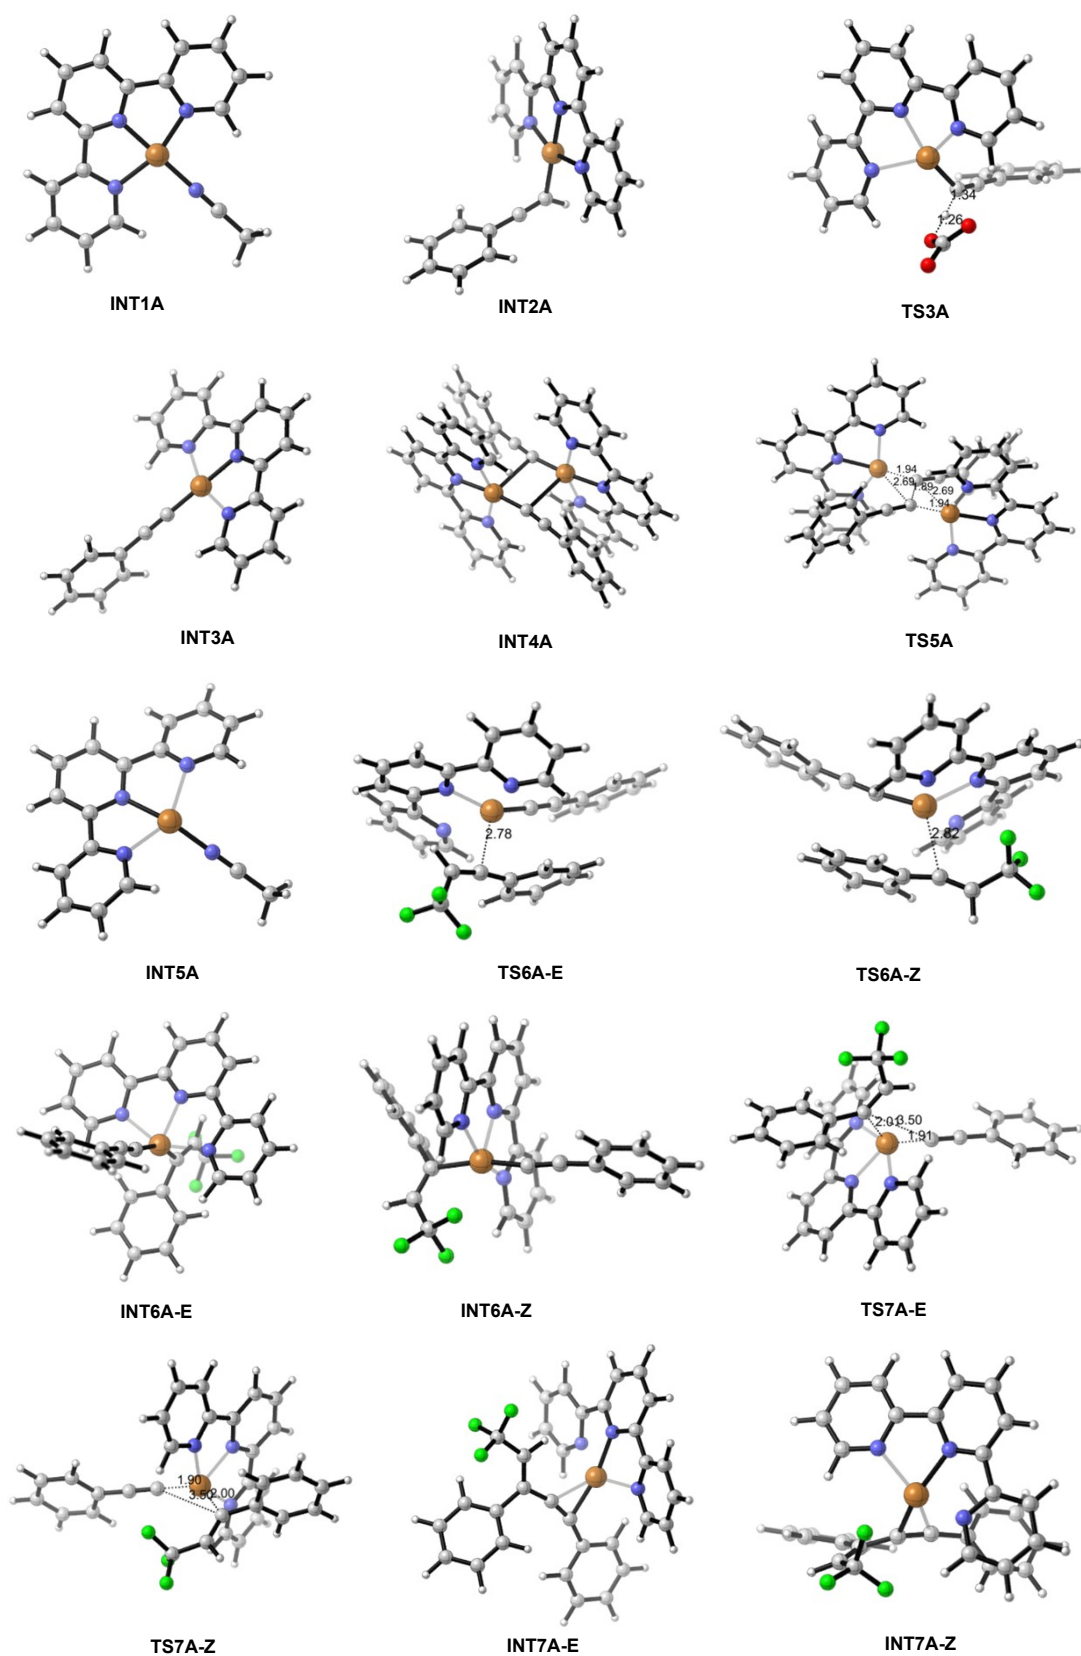 INT1A
INT2A
1.34
1.26
TS3A
INT3A
INT4A
1.94
2.69
1.89
2.69
1.94
TS5A
INT5A
2.78
TS6A-E
2.82
TS6A-Z
INT6A-E
INT6A-Z
2.01
3.50
1.91
TS7A-E
1.90
3.50
2.00
TS7A-Z
INT7A-E
INT7A-Z